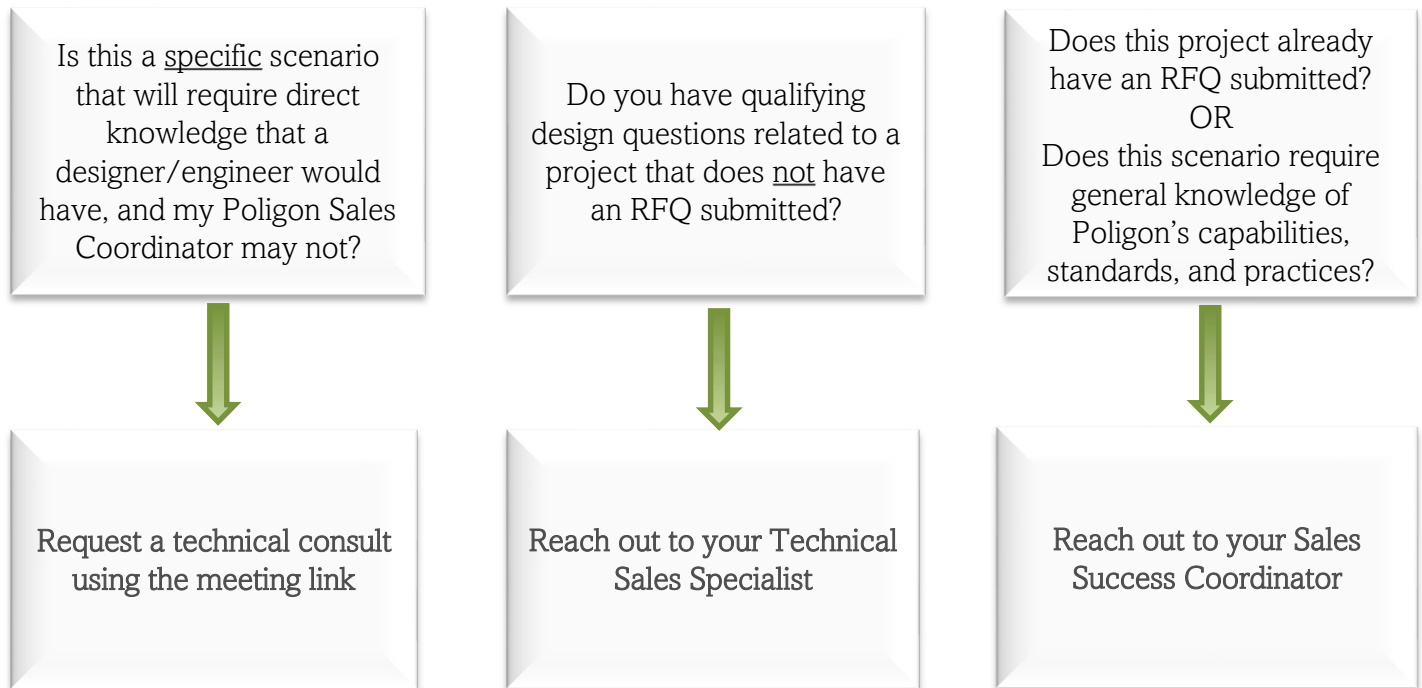 Is this a specific scenario
that will require direct
knowledge that a
designer/engineer would
have, and my Poligon Sales
Coordinator may not?
Do you have qualifying
design questions related to a
project that does not have
an RFQ submitted?
Does this project already
have an RFQ submitted?
OR
Does this scenario require
general knowledge of
Poligon’s capabilities,
standards, and practices?
Request a technical consult
using the meeting link
Reach out to your Technical
Sales Specialist
Reach out to your Sales
Success Coordinator